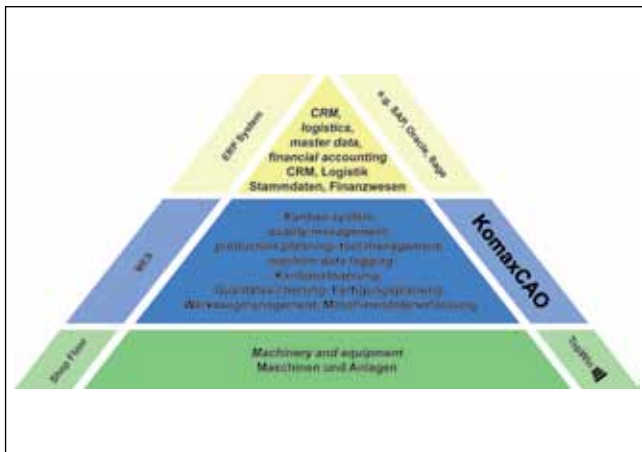 ERP System
CRM,
logistics,
master data,
financial accounting
CRM, Logistik
Stammdaten, Finanzwesen
e.g. SAP, Oracle, Sage
MES
Kanban system
quality management
production planning, tool management
machine data logging
Kanbansteuerung
Qualitätssicherung, Fertigungsplanung
Werkzeugmanagement, Maschinendatenerfassung
KomaxCAO
Shop Floor
Machinery and equipment
Maschinen und Anlagen
TopWin